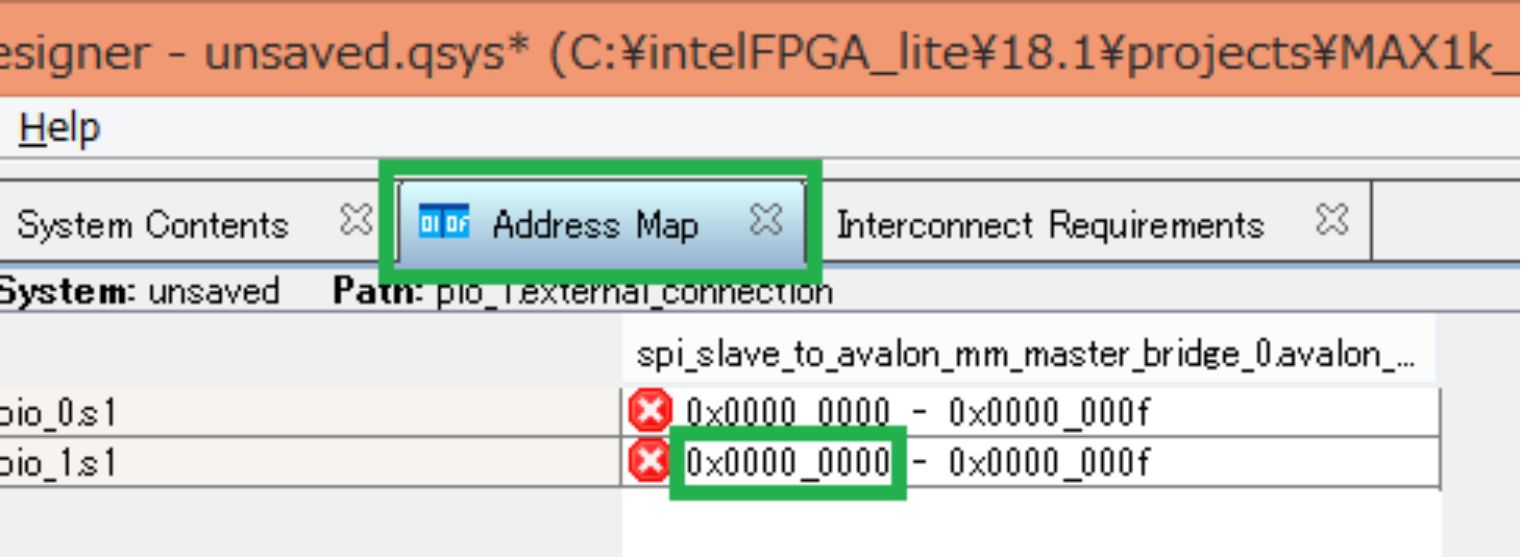 esigner - unsaved.qsys* (C:¥intelFPGA_lite¥18.1¥projects¥MAX1k_
Help
System Contents Address Map Interconnect Requirements
System: unsaved Path: pio_1.external_connection
spi_slave_to_avalon_mm_master_bridge_0.avalon_...
pio_0.s1 0x0000_0000 - 0x0000_000f
pio_1.s1 0x0000_0000 - 0x0000_000f